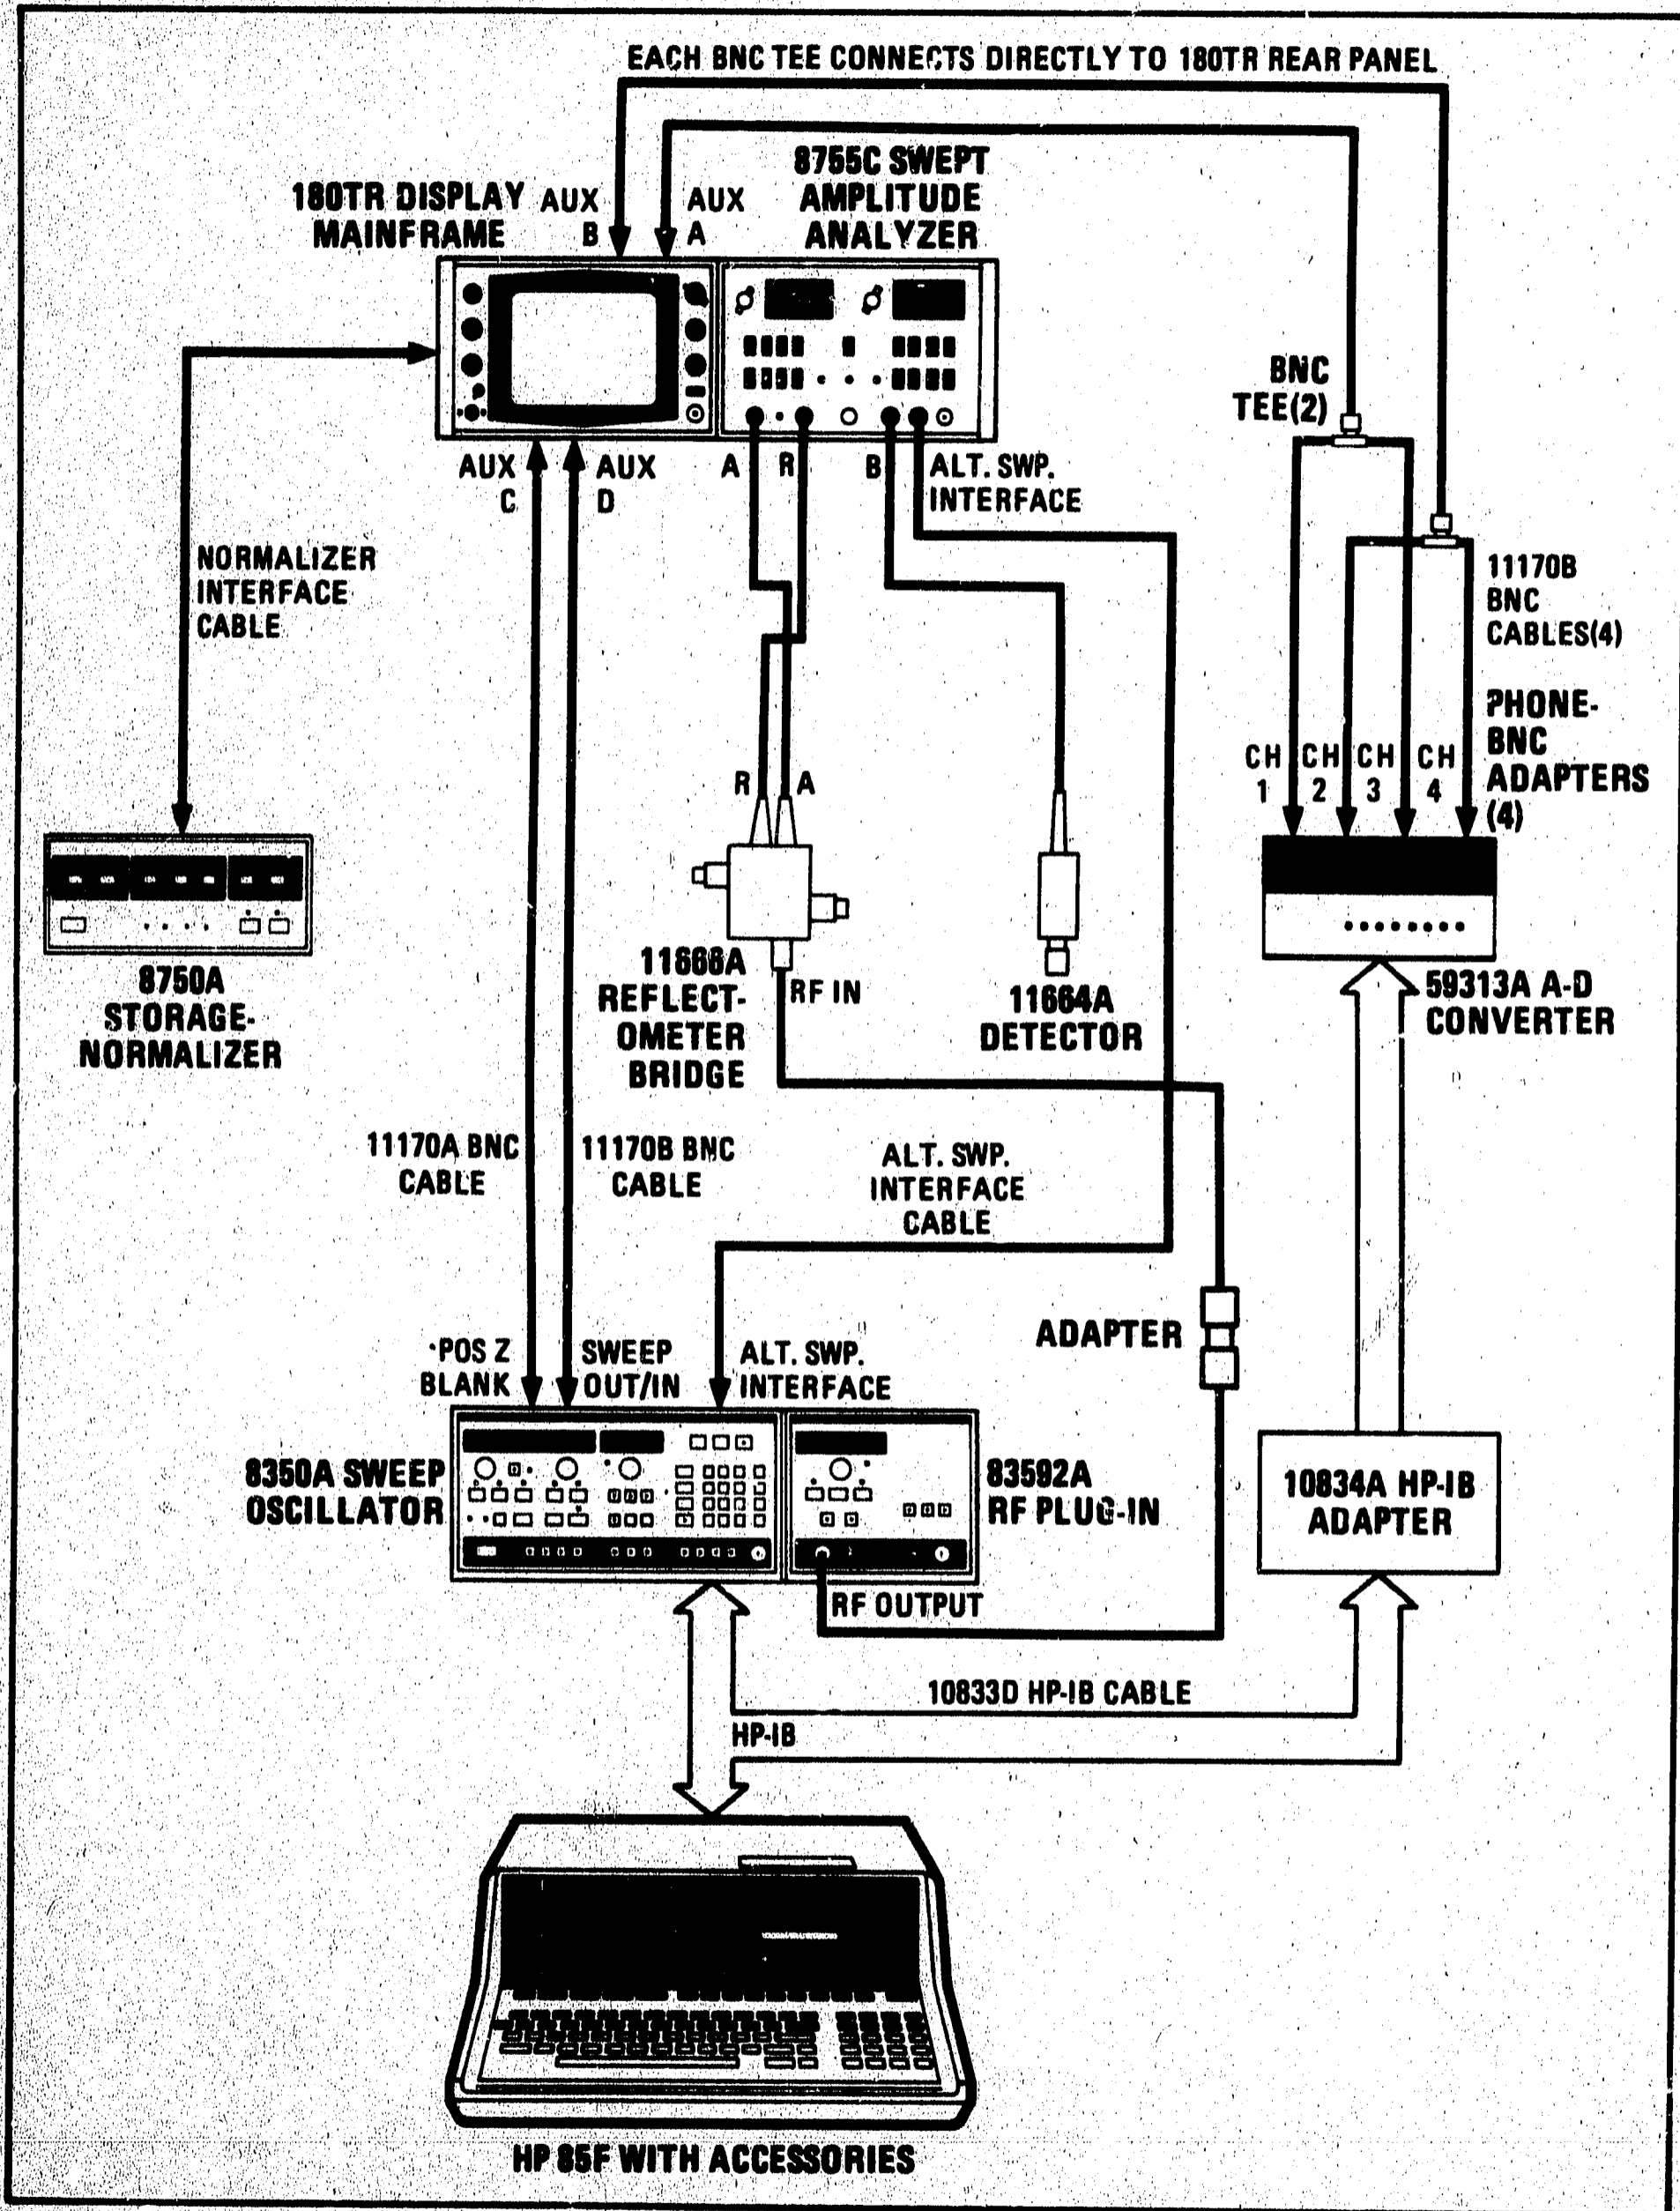 EACH BNC TEE CONNECTS DIRECTLY TO 180TR REAR PANEL
180TR DISPLAY
MAINFRAME
AUX
B
AUX
A
8755C SWEPT
AMPLITUDE
ANALYZER
BNC
TEE(2)
AUX
C
AUX
D
A
R
B
ALT. SWP.
INTERFACE
NORMALIZER
INTERFACE
CABLE
11170B
BNC
CABLES(4)
PHONE-
BNC
ADAPTERS
(4)
CH
1
CH
2
CH
3
CH
4
R
A
8750A
STORAGE-
NORMALIZER
11666A
REFLECT-
OMETER
BRIDGE
RF IN
11664A
DETECTOR
59313A A-D
CONVERTER
11170A BNC
CABLE
11170B BNC
CABLE
ALT. SWP.
INTERFACE
CABLE
ADAPTER
POS Z
BLANK
SWEEP
OUT/IN
ALT. SWP.
INTERFACE
8350A SWEEP
OSCILLATOR
83592A
RF PLUG-IN
10834A HP-IB
ADAPTER
RF OUTPUT
10833D HP-IB CABLE
HP-IB
HP 85F WITH ACCESSORIES